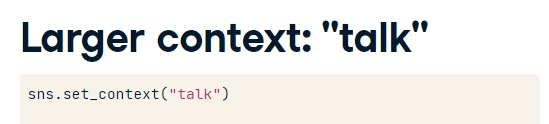 Larger context: "talk"
sns.set_context("talk")